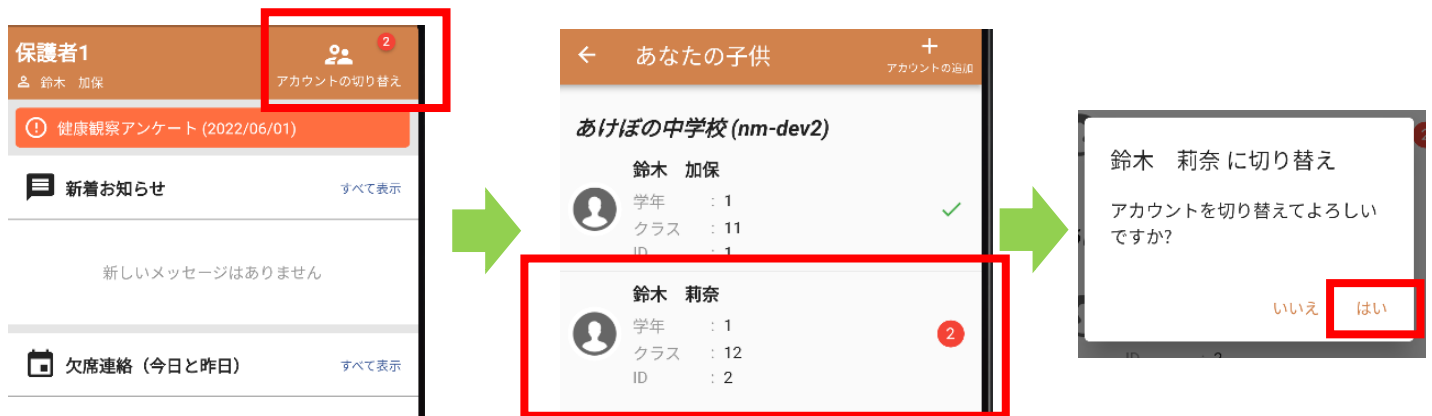 保護者1
鈴木 加保
2
アカウントの切り替え
健康観察アンケート (2022/06/01)
新着お知らせ
すべて表示
新しいメッセージはありません
欠席連絡（今日と昨日）
すべて表示
あなたの子供
アカウントの追加
あけぼの中学校 (nm-dev2)
鈴木 加保
学年 : 1
クラス : 11
ID : 1
鈴木 莉奈
学年 : 1
クラス : 12
ID : 2
2
鈴木 莉奈 に切り替え
アカウントを切り替えてよろしい
ですか?
いいえ
はい
ID : 2